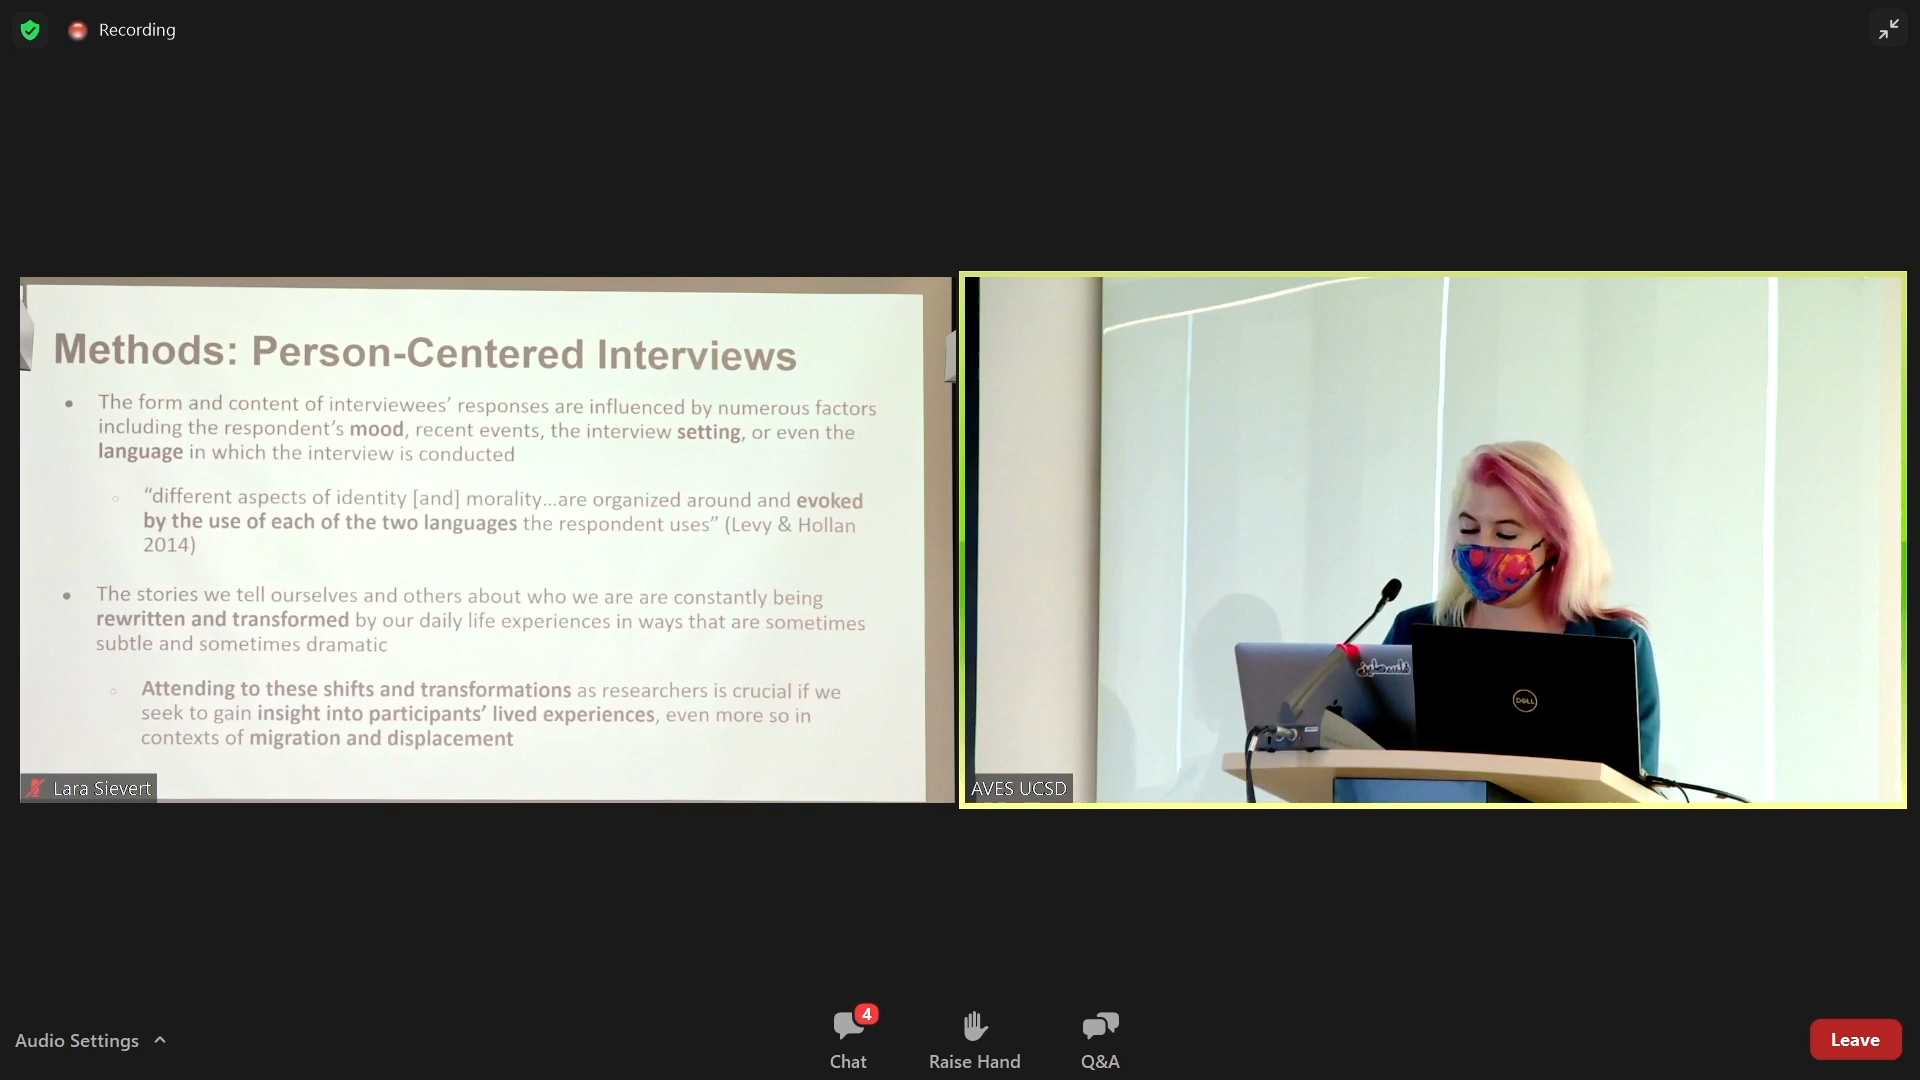 Recording
Methods: Person-Centered Interviews
• The form and content of interviewees’ responses are influenced by numerous factors
including the respondent’s mood, recent events, the interview setting, or even the
language in which the interview is conducted
○ “different aspects of identity [and] morality...are organized around and evoked
by the use of each of the two languages the respondent uses” (Levy & Hollan
2014)
• The stories we tell ourselves and others about who we are are constantly being
rewritten and transformed by our daily life experiences in ways that are sometimes
subtle and sometimes dramatic
○ Attending to these shifts and transformations as researchers is crucial if we
seek to gain insight into participants’ lived experiences, even more so in
contexts of migration and displacement
Lara Sievert
فلسطين
DELL
AVES UCSD
Audio Settings
4
Chat
Raise Hand
Q&A
Leave